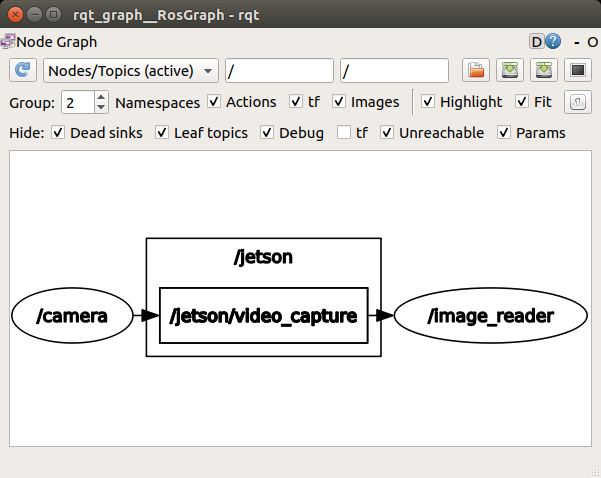 rqt_graph__RosGraph - rqt
Node Graph D ? - O
Nodes/Topics (active) / /
Group: 2 Namespaces Actions tf Images Highlight Fit
Hide: Dead sinks Leaf topics Debug tf Unreachable Params
/jetson
/camera /jetson/video_capture /image_reader